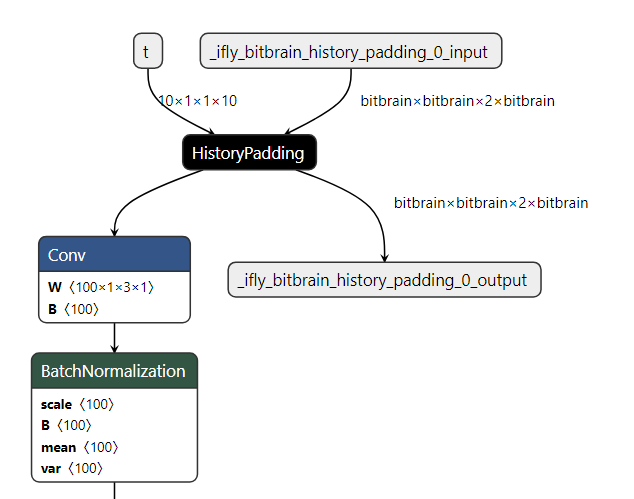 t
_ifly_bitbrain_history_padding_0_input
10×1×1×10
bitbrain×bitbrain×2×bitbrain
HistoryPadding
bitbrain×bitbrain×2×bitbrain
Conv
W〈100×1×3×1〉
B〈100〉
_ifly_bitbrain_history_padding_0_output
BatchNormalization
scale〈100〉
B〈100〉
mean〈100〉
var〈100〉